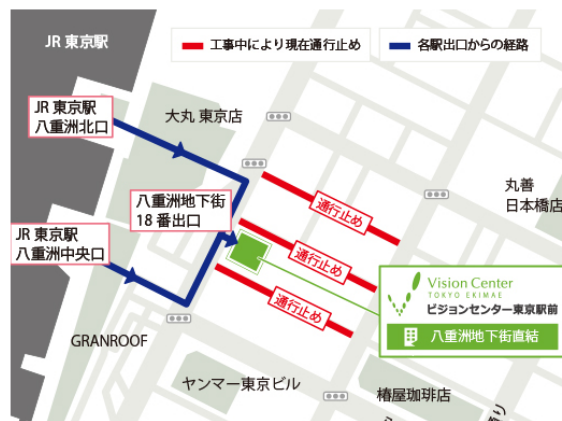 JR 東京駅
工事中により現在通行止め
各駅出口からの経路
JR 東京駅
八重洲北口
大丸 東京店
八重洲地下街
18 番出口
通行止め
丸善
日本橋店
JR 東京駅
八重洲中央口
通行止め
通行止め
Vision Center
TOKYO EKIMAE
ビジョンセンター東京駅前
八重洲地下街直結
GRANROOF
ヤンマー東京ビル
椿屋珈琲店